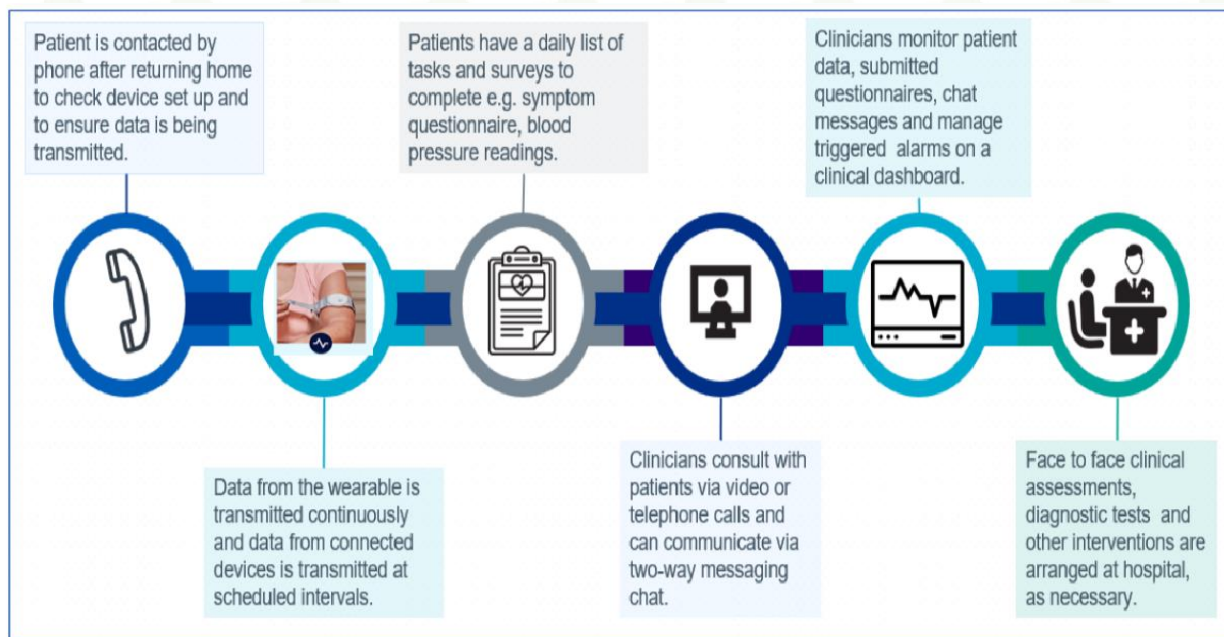 Patient is contacted by
phone after returning home
to check device set up and
to ensure data is being
transmitted.
Data from the wearable is
transmitted continuously
and data from connected
devices is transmitted at
scheduled intervals.
Patients have a daily list of
tasks and surveys to
complete e.g. symptom
questionnaire, blood
pressure readings.
Clinicians consult with
patients via video or
telephone calls and
can communicate via
two-way messaging
chat.
Clinicians monitor patient
data, submitted
questionnaires, chat
messages and manage
triggered alarms on a
clinical dashboard.
Face to face clinical
assessments,
diagnostic tests and
other interventions are
arranged at hospital,
as necessary.